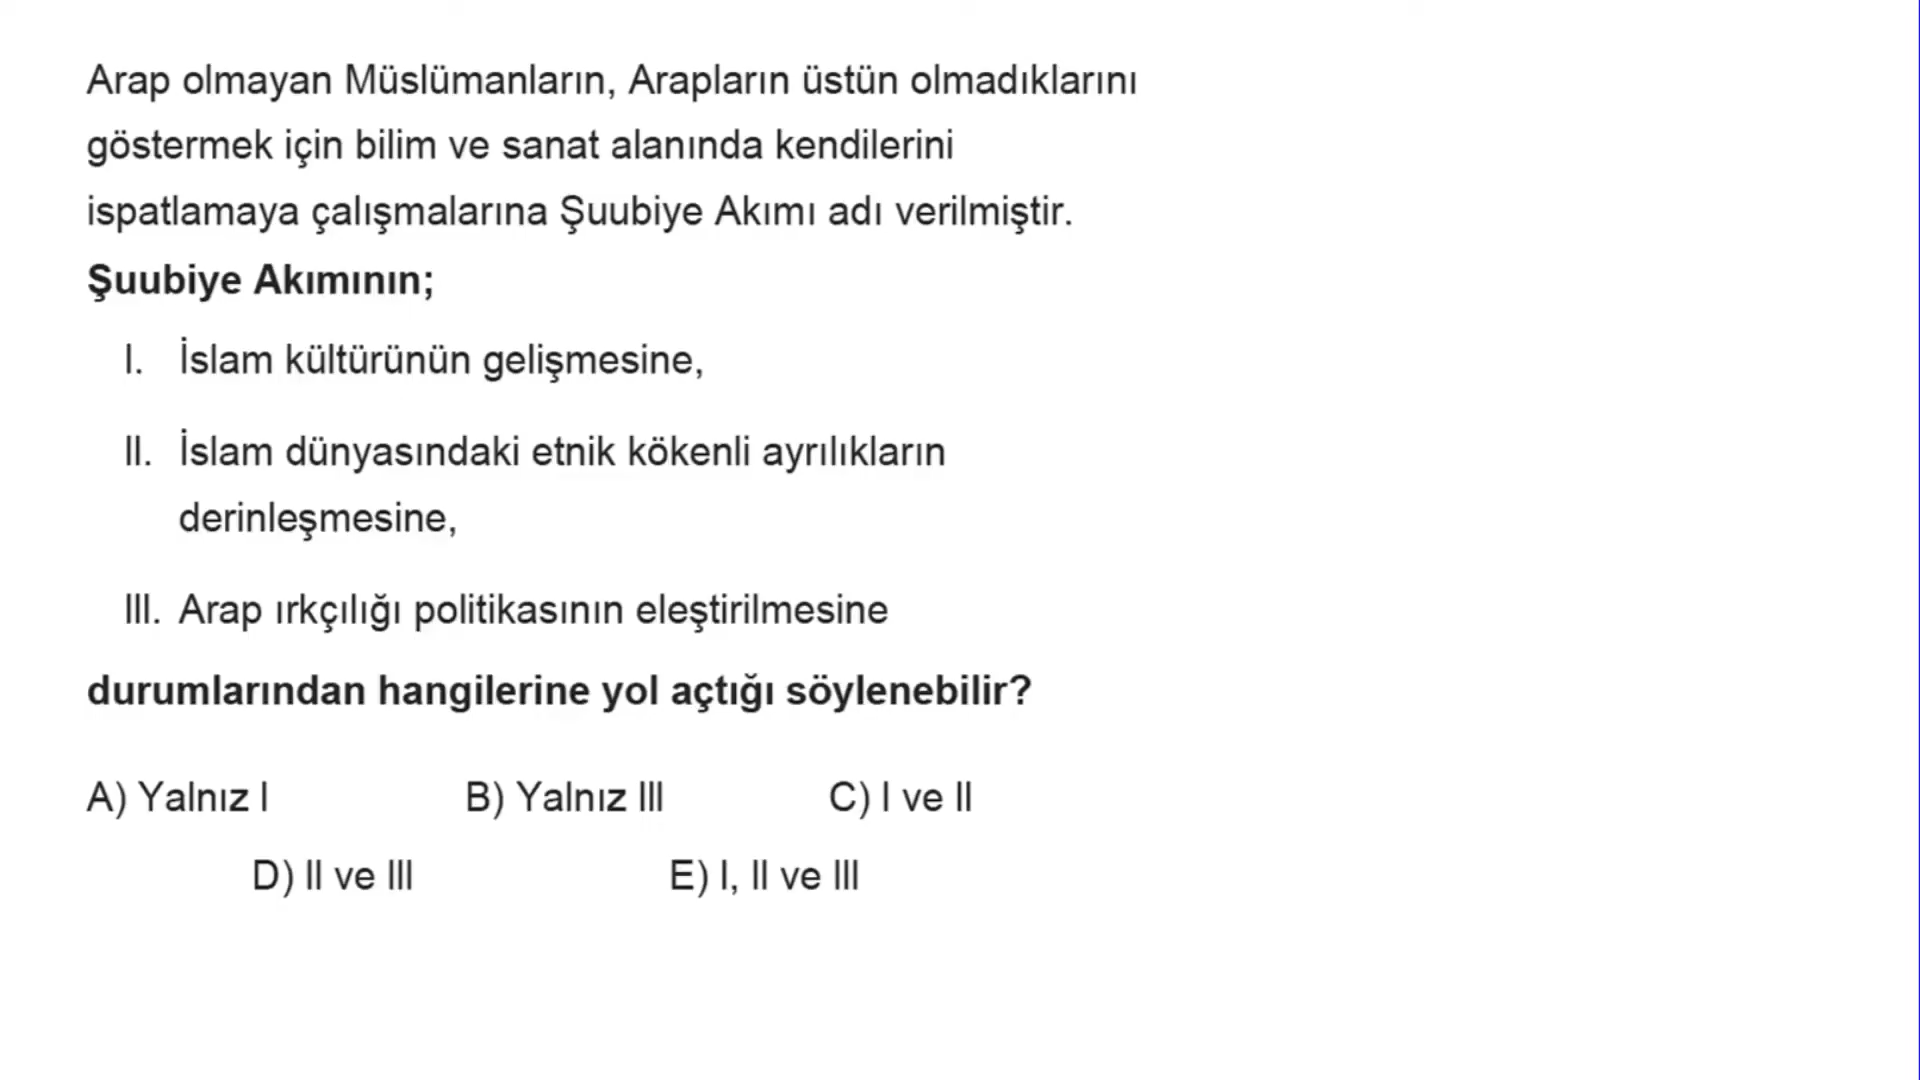 Arap olmayan Müslümanların, Arapların üstün olmadıklarını
göstermek için bilim ve sanat alanında kendilerini
ispatlamaya çalışmalarına Şuubiye Akımı adı verilmiştir.
Şuubiye Akımının;
I. İslam kültürünün gelişmesine,
II. İslam dünyasındaki etnik kökenli ayrılıkların
derinleşmesine,
III. Arap ırkçılığı politikasının eleştirilmesine
durumlarından hangilerine yol açtığı söylenebilir?
A) Yalnız I B) Yalnız III C) I ve II
D) II ve III E) I, II ve III